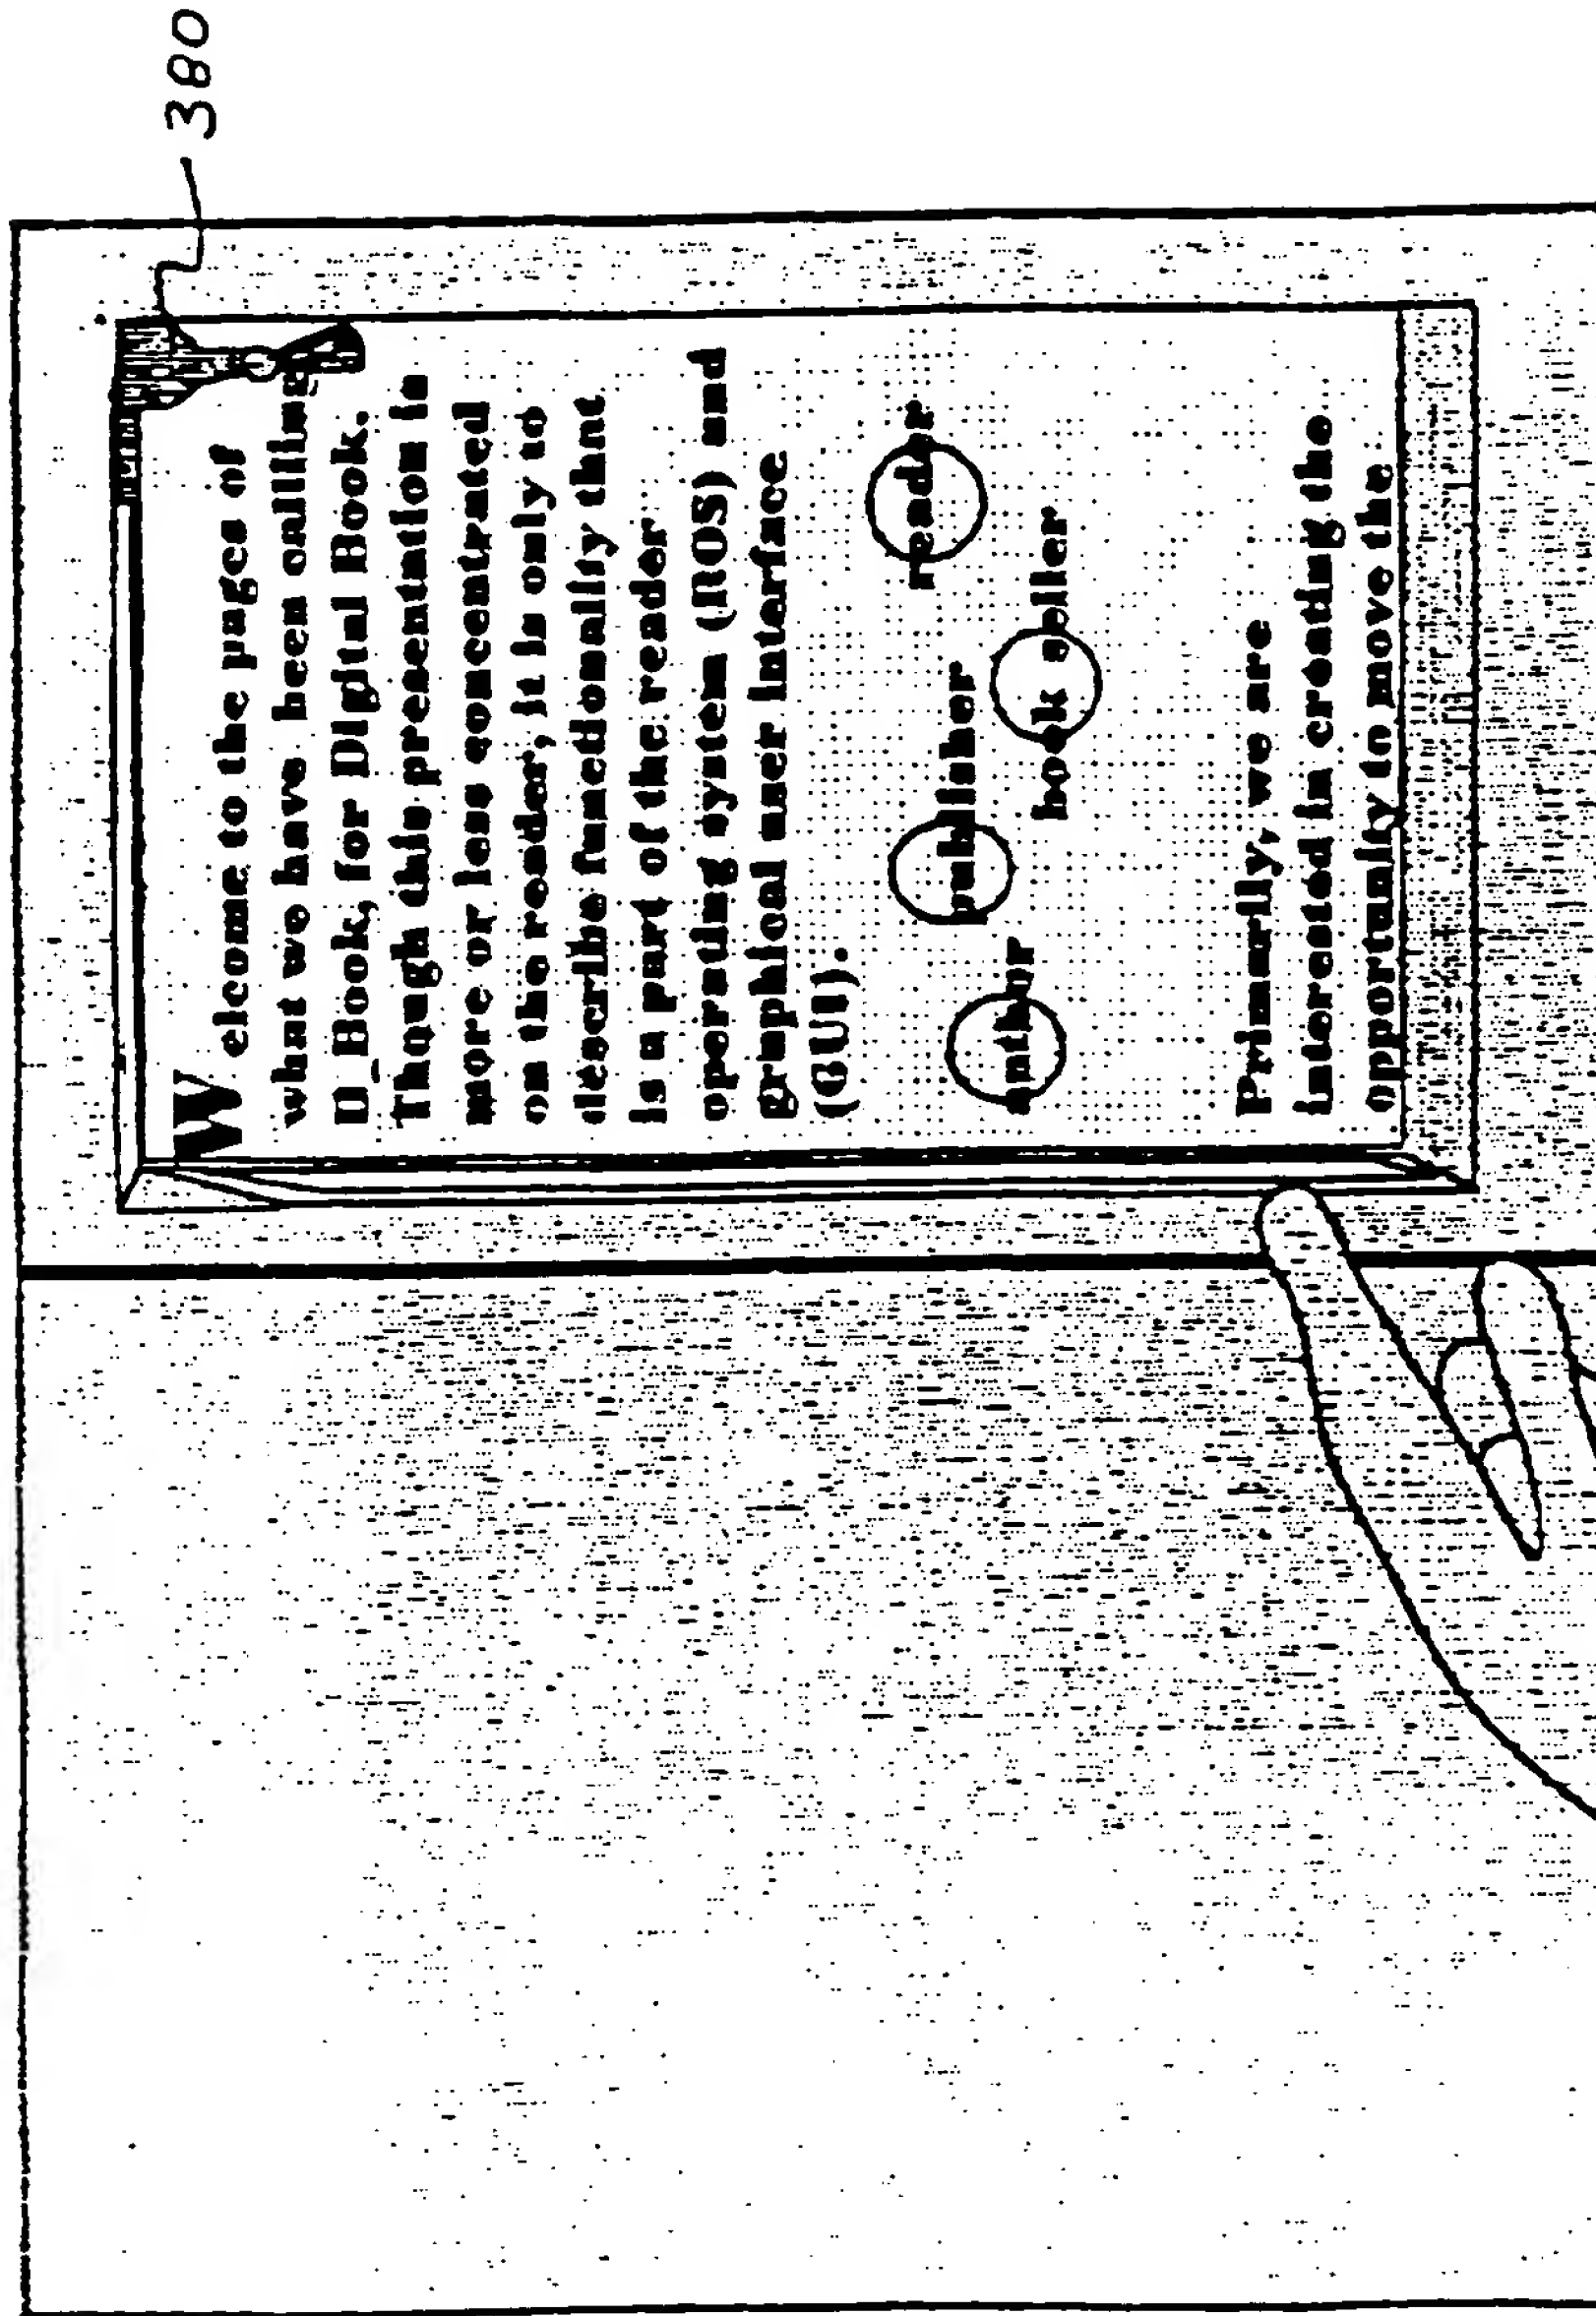 380
Welcome to the pages of
what we have been calling
D_Book, for Digital Book.
Though this presentation is
more or less concentrated
on the reader, it is only to
describe functionality that
is a part of the reader
operating system (ROS) and
graphical user interface
(GUI).
reader
publisher
author
book seller
Primarily, we are
interested in creating the
opportunity to move the